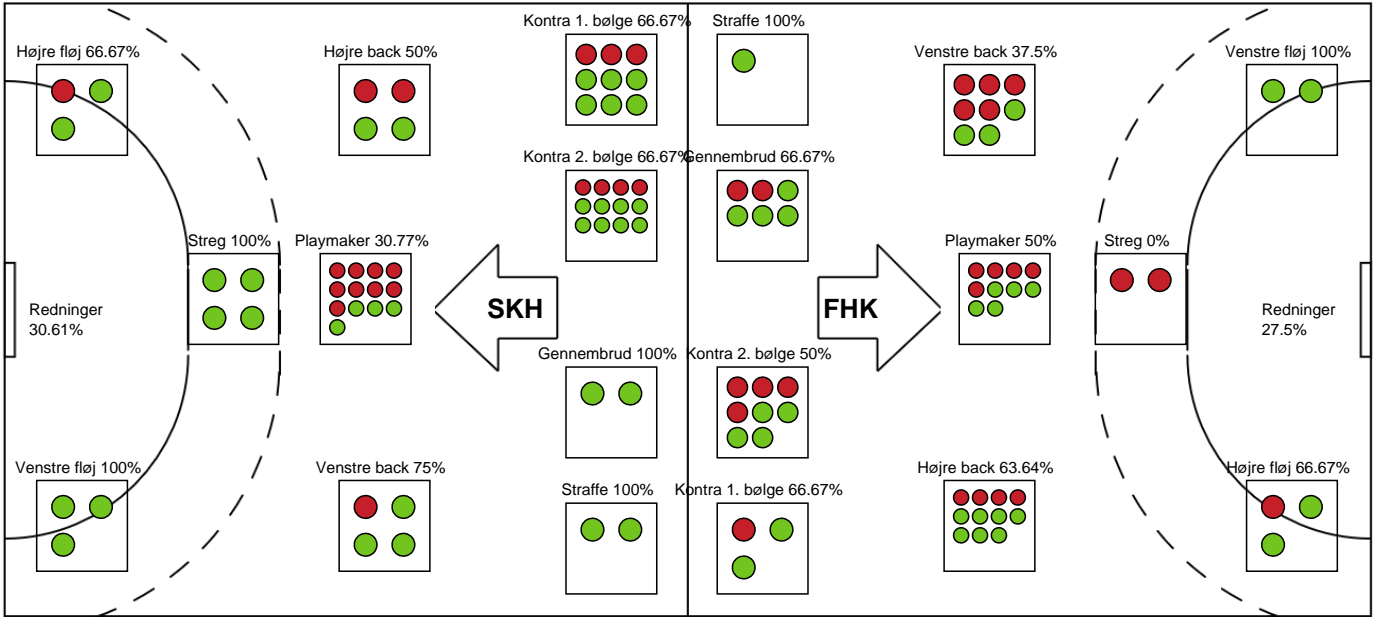 Kontra 1. bølge 66.67%
Straffe 100%
Højre fløj 66.67%
Højre back 50%
Venstre back 37.5%
Venstre fløj 100%
Kontra 2. bølge 66.67%
Gennembrud 66.67%
Streg 100%
Playmaker 30.77%
Playmaker 50%
Streg 0%
Redninger
30.61%
SKH
FHK
Redninger
27.5%
Gennembrud 100%
Kontra 2. bølge 50%
Venstre fløj 100%
Venstre back 75%
Højre back 63.64%
Højre fløj 66.67%
Straffe 100%
Kontra 1. bølge 66.67%